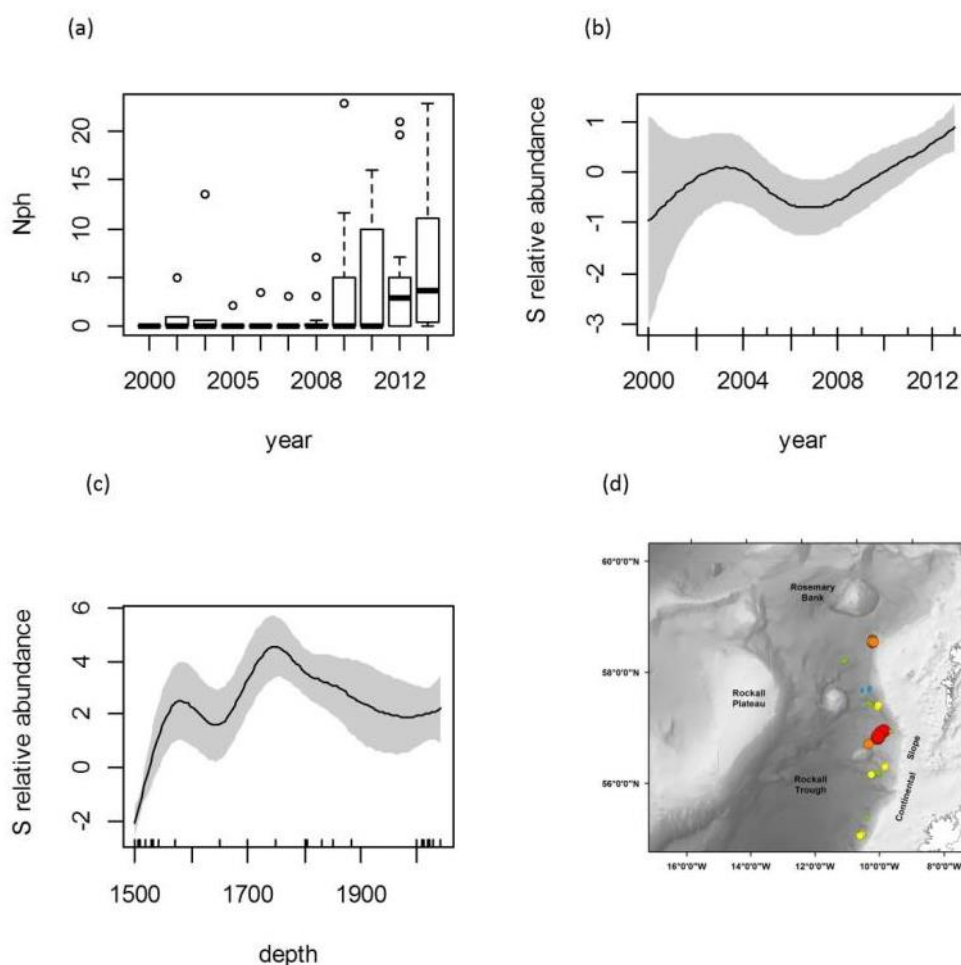 (a)
Nph
20
15
10
5
0
2000 2005 2008 2012
year
(b)
S relative abundance
1
0
-1
-2
-3
2000 2004 2008 2012
year
(c)
S relative abundance
6
4
2
0
-2
1500 1700 1900
depth
(d)
60°0'0"N
58°0'0"N
56°0'0"N
Rosemary
Bank
Rockall
Plateau
Rockall
Trough
Continental Slope
16°0'0"W 14°0'0"W 12°0'0"W 10°0'0"W 8°0'0"W